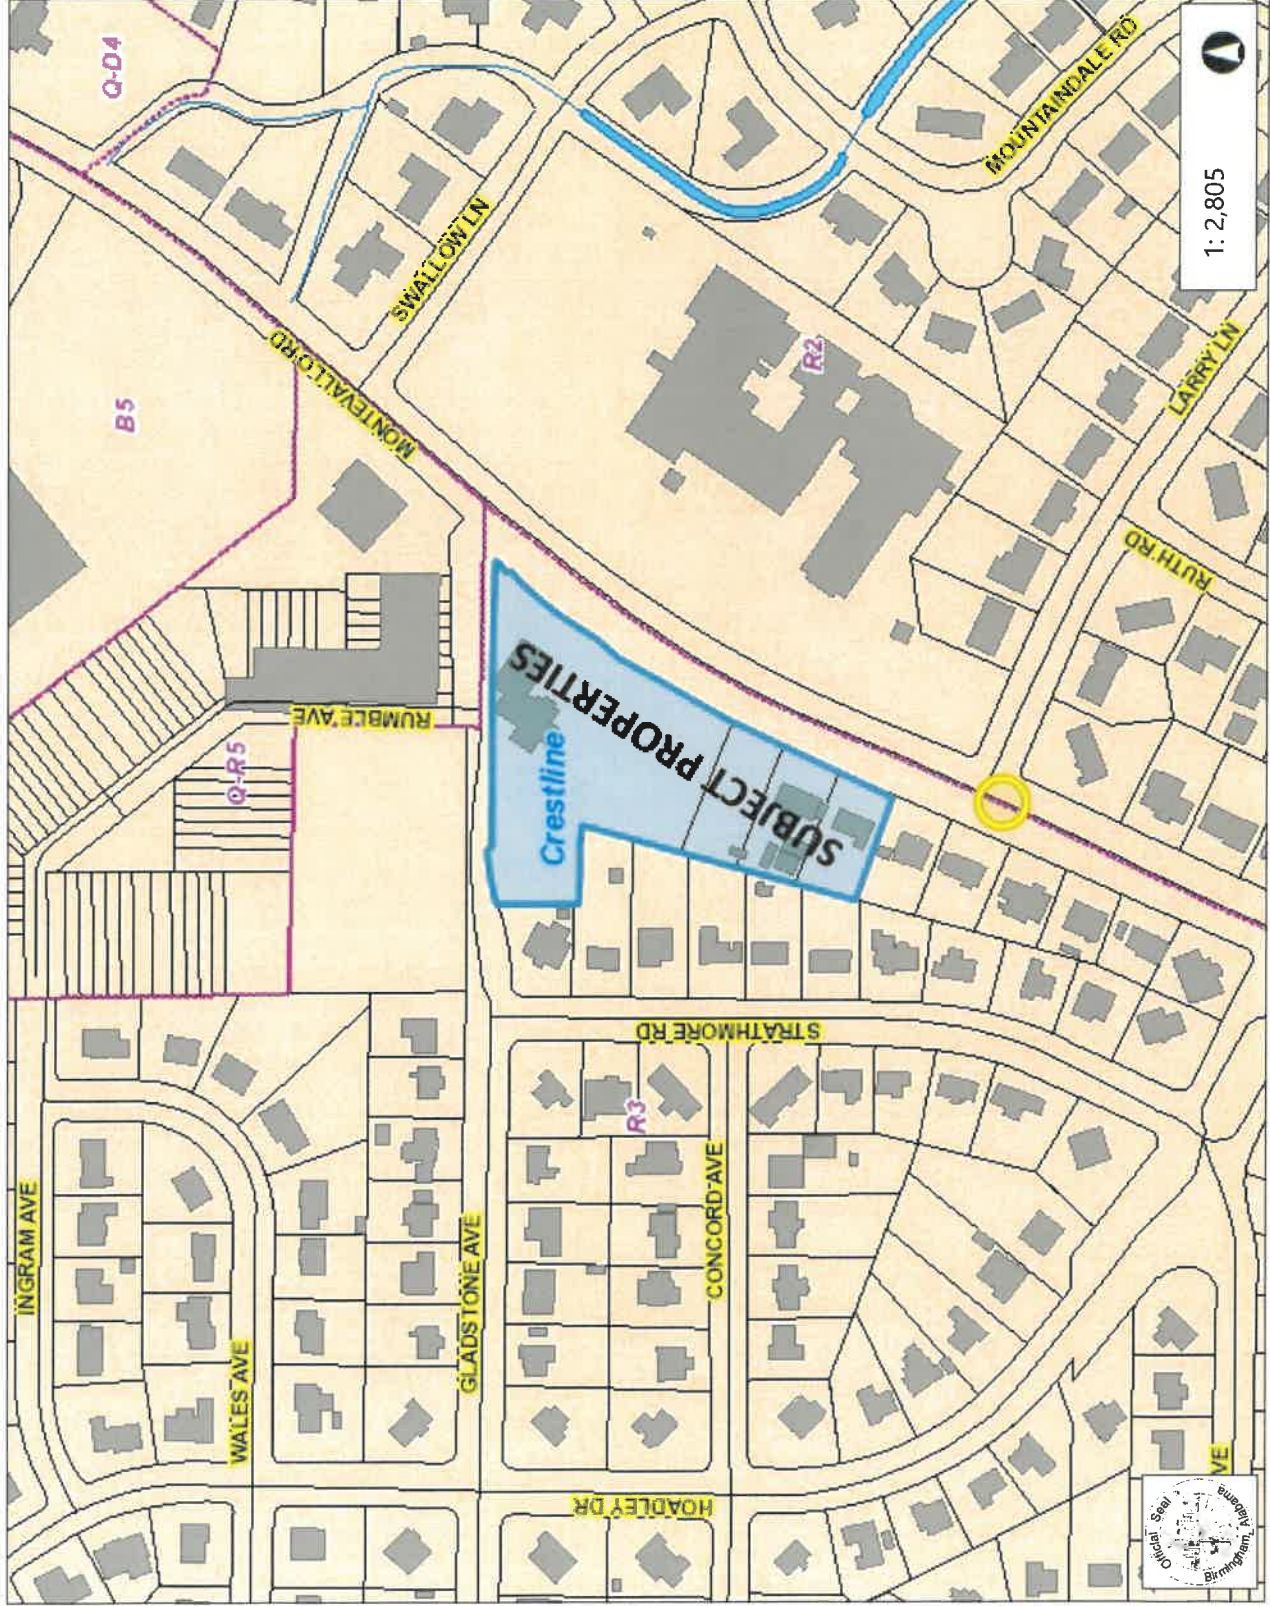 Q-D4
B5
MONTEVALLO RD
SWALLOW LN
MOUNTAINDALE RD
1: 2,805
R2
LARRY LN
RUTH RD
RUMBLE AVE
Q-R5
Crestline
SUBJECT PROPERTIES
STRATHMORE RD
R3
INGRAM AVE
WALES AVE
GLADSTONE AVE
CONCORD AVE
HOADLEY DR
VE
Official Seal
Birmingham, Alabama